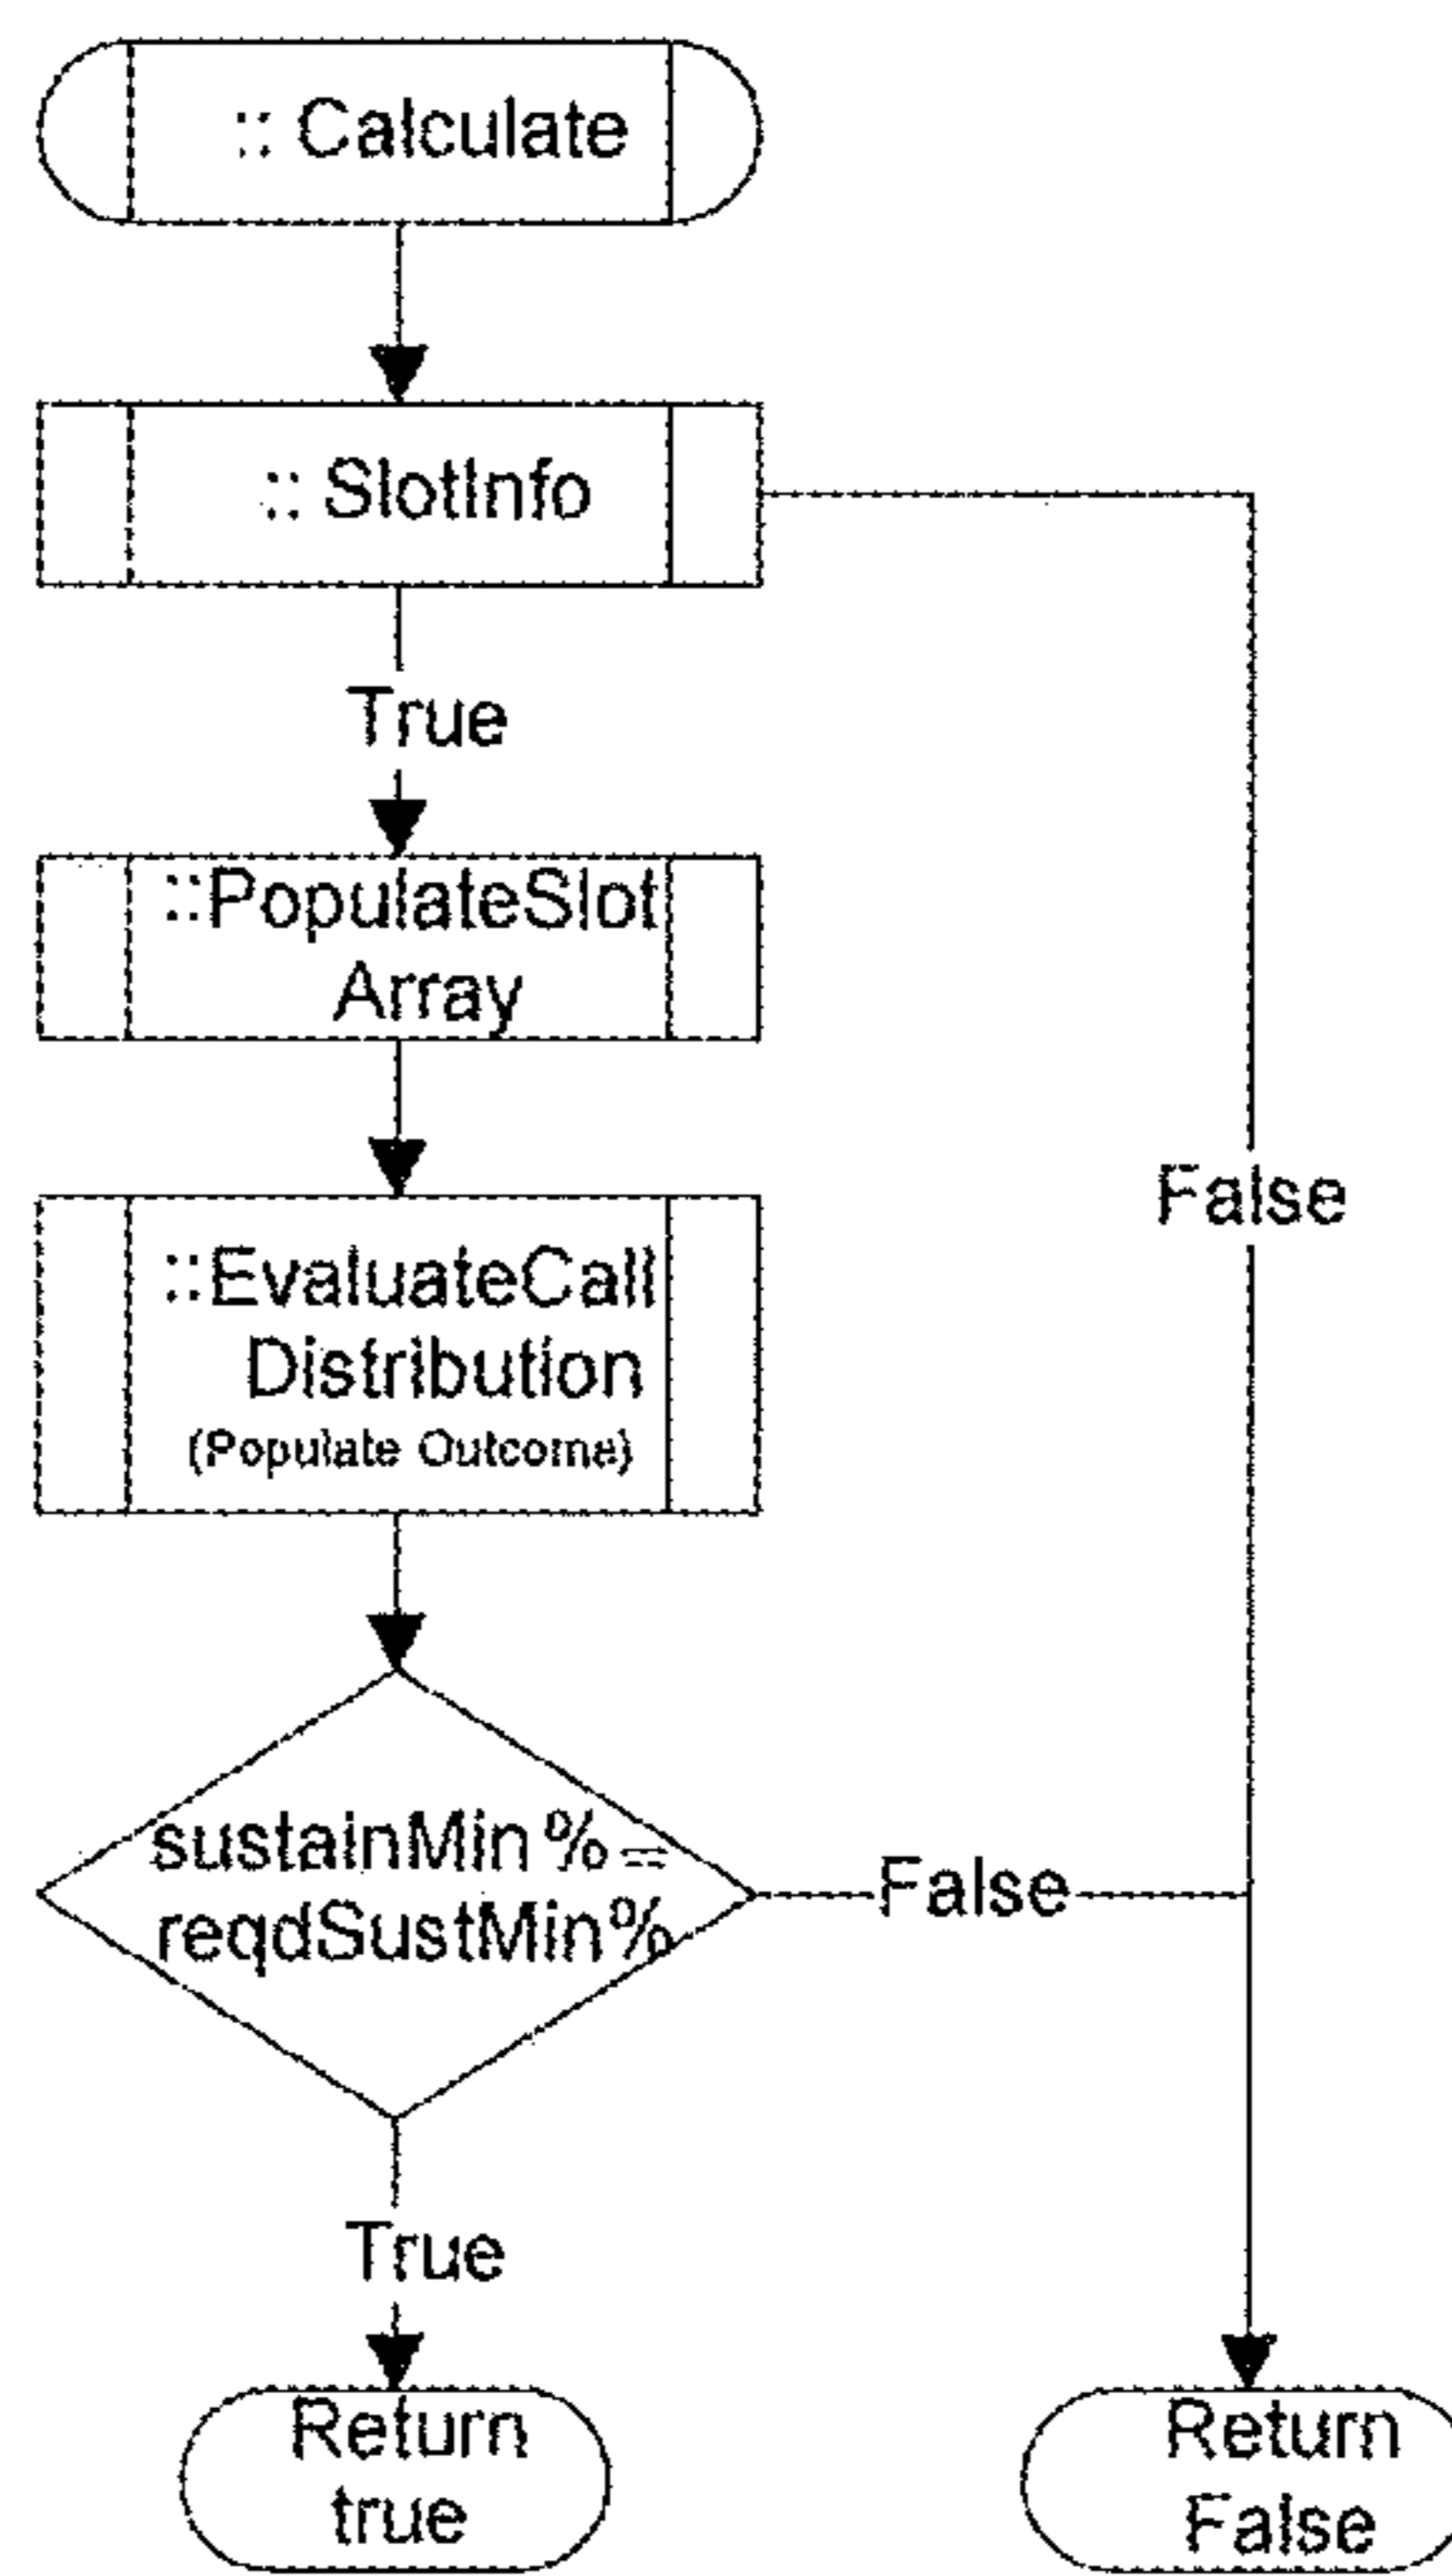 :: Calculate
:: SlotInfo
True
::PopulateSlot
Array
::EvaluateCall
Distribution
(Populate Outcome)
False
sustainMin%=
reqdSustMin%
False
True
Return
true
Return
False